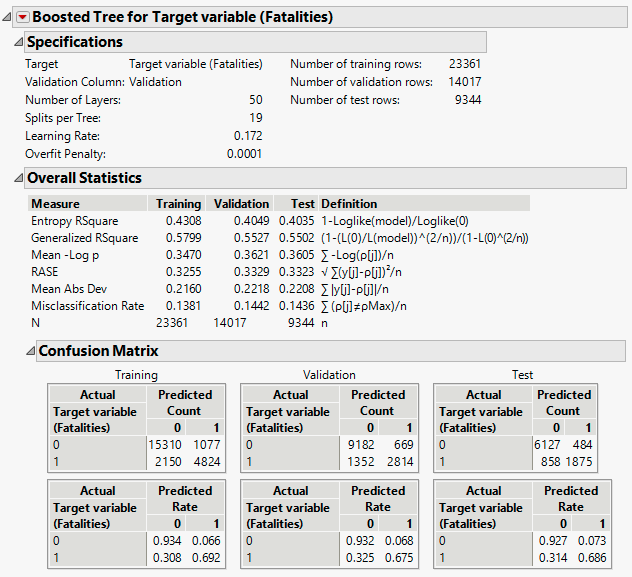 Boosted Tree for Target variable (Fatalities)
Specifications
Target Target variable (Fatalities) Number of training rows: 23361
Validation Column: Validation Number of validation rows: 14017
Number of Layers: 50 Number of test rows: 9344
Splits per Tree: 19
Learning Rate: 0.172
Overfit Penalty: 0.0001
Overall Statistics
Measure Training Validation Test Definition
Entropy RSquare 0.4308 0.4049 0.4035 1-Loglike(model)/Loglike(0)
Generalized RSquare 0.5799 0.5527 0.5502 (1-(L(0)/L(model))^(2/n))/(1-L(0)^(2/n))
Mean -Log p 0.3470 0.3621 0.3605 ∑ -Log(ρ[j])/n
RASE 0.3255 0.3329 0.3323 √ ∑(y[j]-ρ[j])²/n
Mean Abs Dev 0.2160 0.2218 0.2208 ∑ |y[j]-ρ[j]|/n
Misclassification Rate 0.1381 0.1442 0.1436 ∑ (ρ[j]≠ρMax)/n
N 23361 14017 9344 n
Confusion Matrix
Training Validation Test
Actual Predicted Actual Predicted Actual Predicted
Target variable Count Target variable Count Target variable Count
(Fatalities) 0 1 (Fatalities) 0 1 (Fatalities) 0 1
0 15310 1077 0 9182 669 0 6127 484
1 2150 4824 1 1352 2814 1 858 1875
Actual Predicted Actual Predicted Actual Predicted
Target variable Rate Target variable Rate Target variable Rate
(Fatalities) 0 1 (Fatalities) 0 1 (Fatalities) 0 1
0 0.934 0.066 0 0.932 0.068 0 0.927 0.073
1 0.308 0.692 1 0.325 0.675 1 0.314 0.686